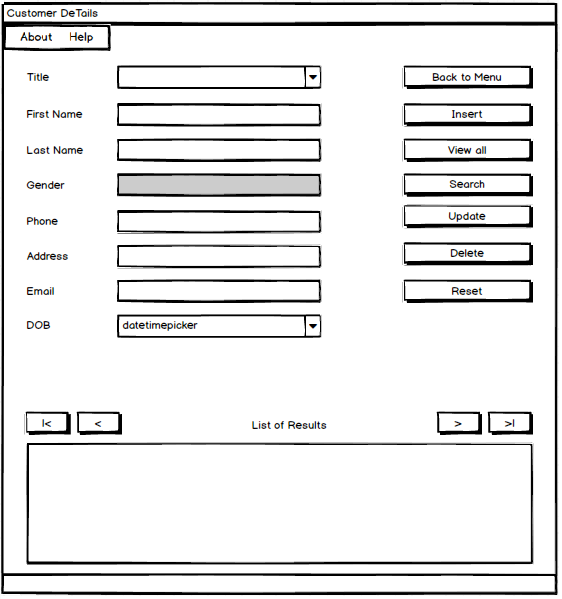 Customer DeTails
About Help
Title
Back to Menu
First Name
Insert
Last Name
View all
Gender
Search
Phone
Update
Address
Delete
Email
Reset
DOB
datetimepicker
|< < List of Results > >|